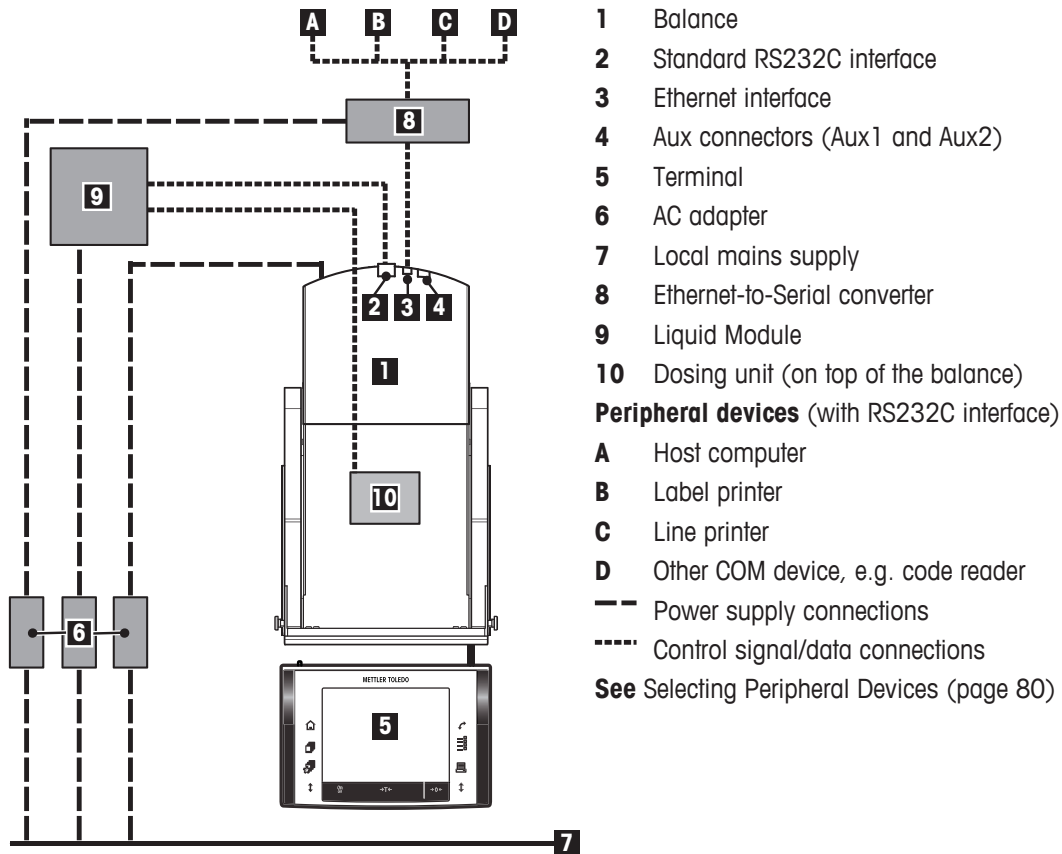 A B C D
8
9
2 3 4
1
10
6
METTLER TOLEDO
5
→T← →0←
7
1 Balance
2 Standard RS232C interface
3 Ethernet interface
4 Aux connectors (Aux1 and Aux2)
5 Terminal
6 AC adapter
7 Local mains supply
8 Ethernet-to-Serial converter
9 Liquid Module
10 Dosing unit (on top of the balance)
Peripheral devices (with RS232C interface)
A Host computer
B Label printer
C Line printer
D Other COM device, e.g. code reader
Power supply connections
Control signal/data connections
See Selecting Peripheral Devices (page 80)